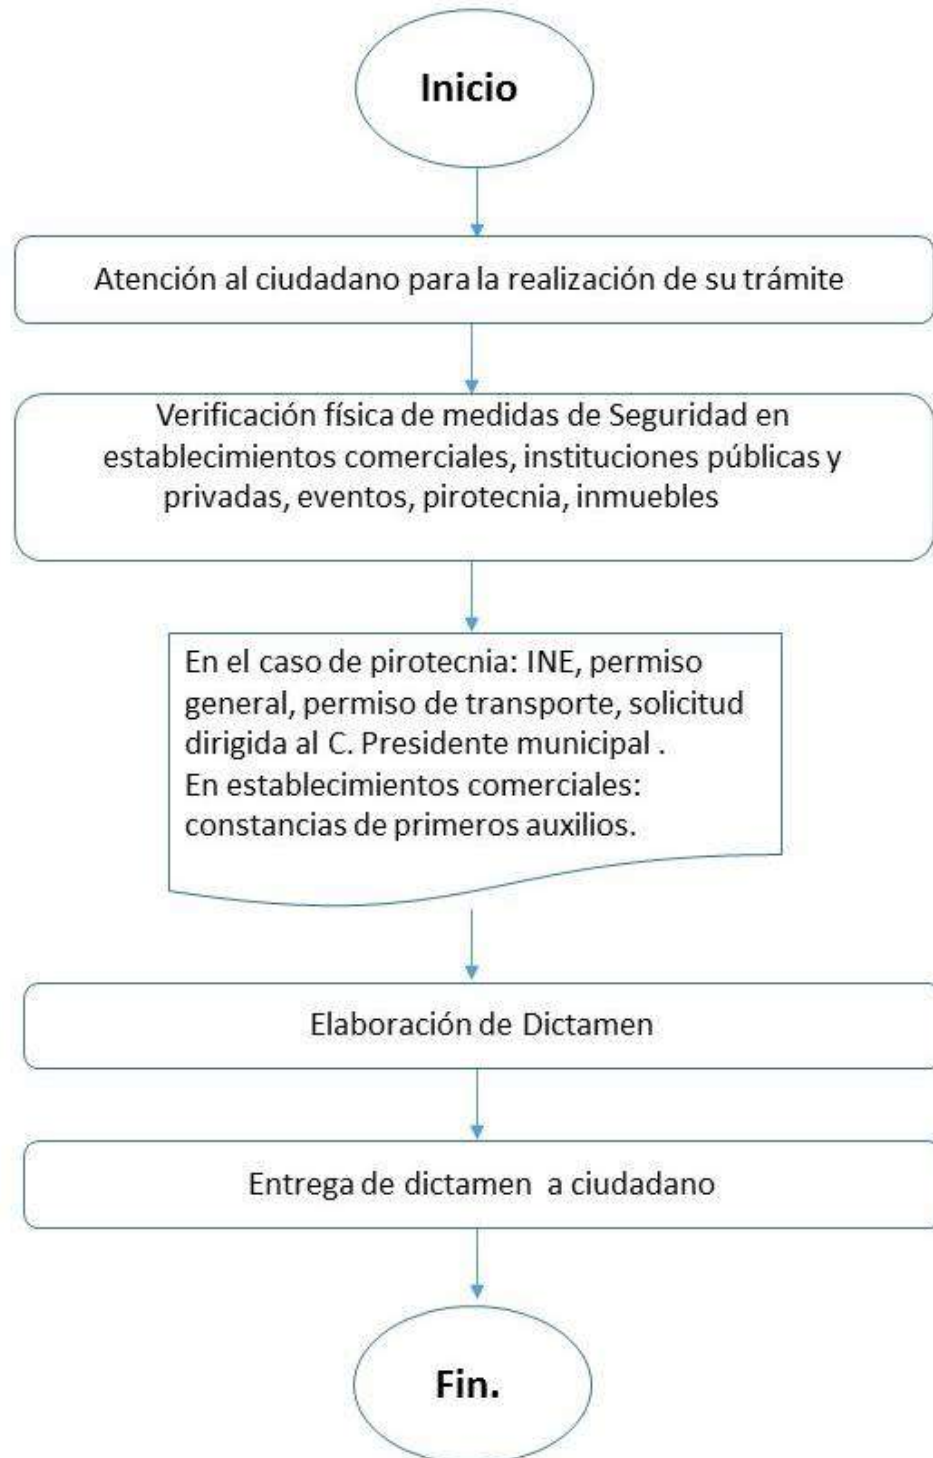 Inicio
Atención al ciudadano para la realización de su trámite
Verificación física de medidas de Seguridad en
establecimientos comerciales, instituciones públicas y
privadas, eventos, pirotecnia, inmuebles
En el caso de pirotecnia: INE, permiso
general, permiso de transporte, solicitud
dirigida al C. Presidente municipal .
En establecimientos comerciales:
constancias de primeros auxilios.
Elaboración de Dictamen
Entrega de dictamen  a ciudadano
Fin.